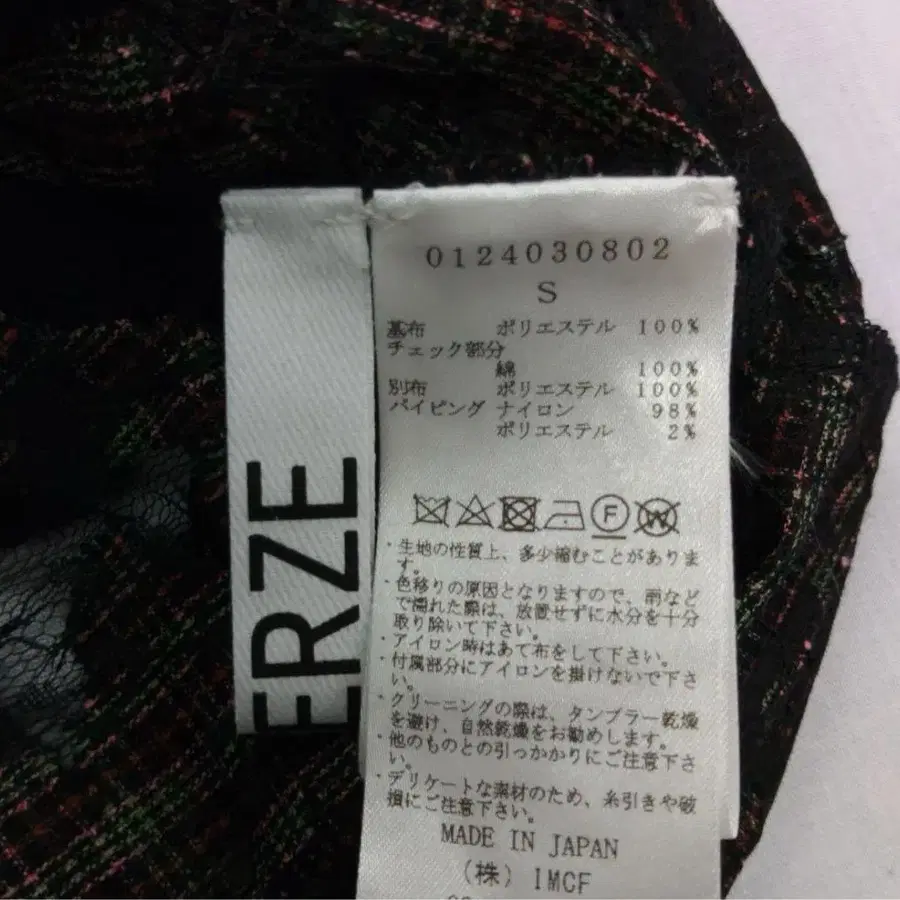 ERZE
0124030802
S
基布 ポリエステル 100%
チェック部分
綿 100%
別布 ポリエステル 100%
パイピング ナイロン 98%
ポリエステル 2%
F
W
・生地の性質上、多少縮むことがありま
す。
・色移りの原因となりますので、雨など
で濡れた際は、放置せずに水分を十分
取り除いて下さい。
・アイロン時はあて布をして下さい。
・付属部分にアイロンを掛けないで下さ
い。
・クリーニングの際は、タンブラー乾燥
を避け、自然乾燥をお勧めします。
・他のものとの引っかかりにご注意下さ
い。
・デリケートな素材のため、糸引きや破
損にご注意下さい。
MADE IN JAPAN
(株) IMCF